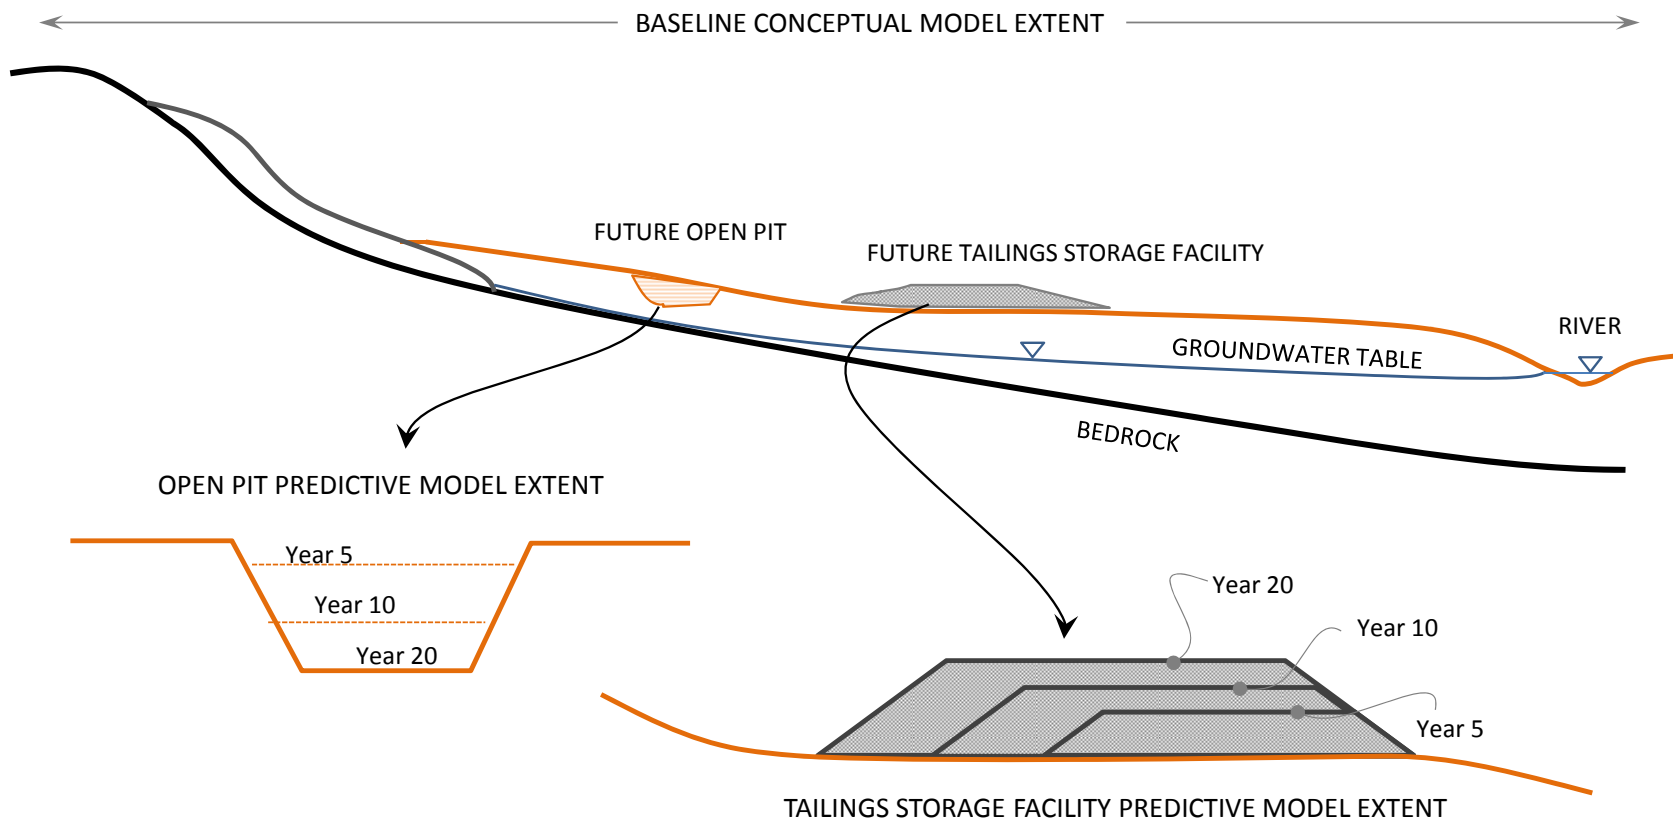 BASELINE CONCEPTUAL MODEL EXTENT
FUTURE OPEN PIT
FUTURE TAILINGS STORAGE FACILITY
RIVER
GROUNDWATER TABLE
BEDROCK
OPEN PIT PREDICTIVE MODEL EXTENT
Year 5
Year 10
Year 20
Year 20
Year 10
Year 5
TAILINGS STORAGE FACILITY PREDICTIVE MODEL EXTENT